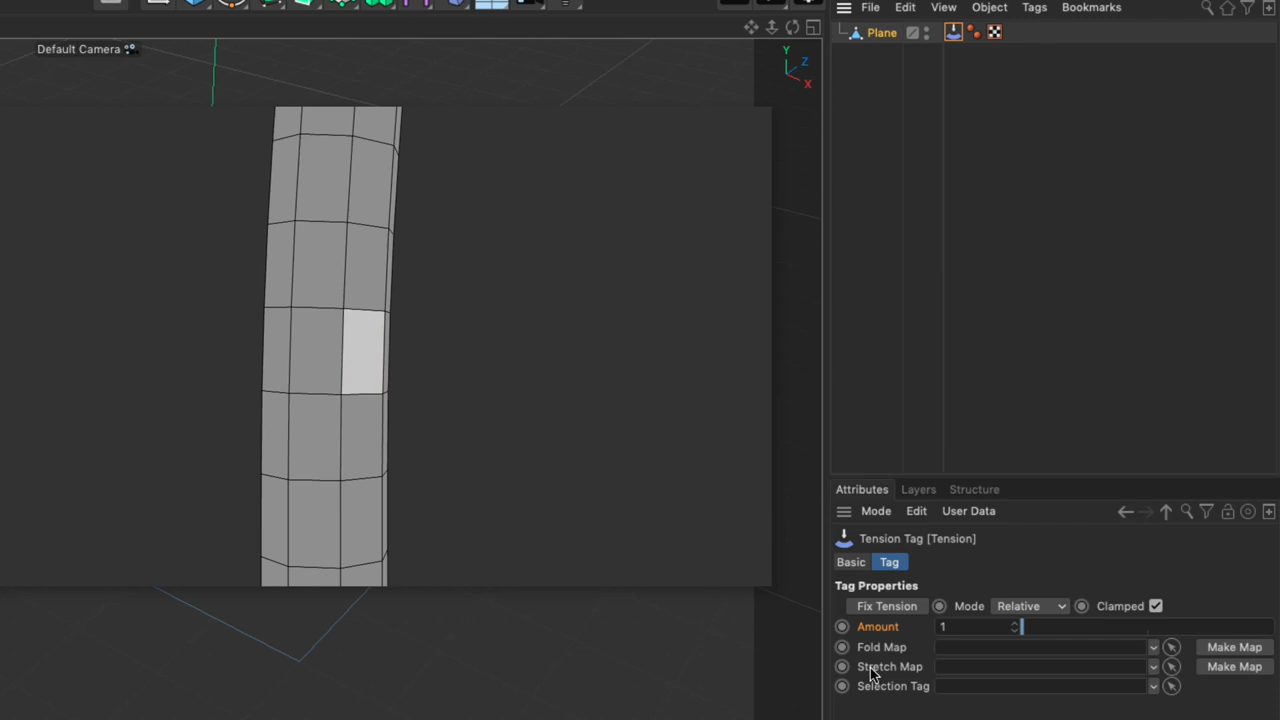 File Edit View Object Tags Bookmarks
Default Camera
Plane
Y
Z
X
Attributes Layers Structure
Mode Edit User Data
Tension Tag [Tension]
Basic Tag
Tag Properties
Fix Tension Mode Relative Clamped
Amount 1
Fold Map Make Map
Stretch Map Make Map
Selection Tag